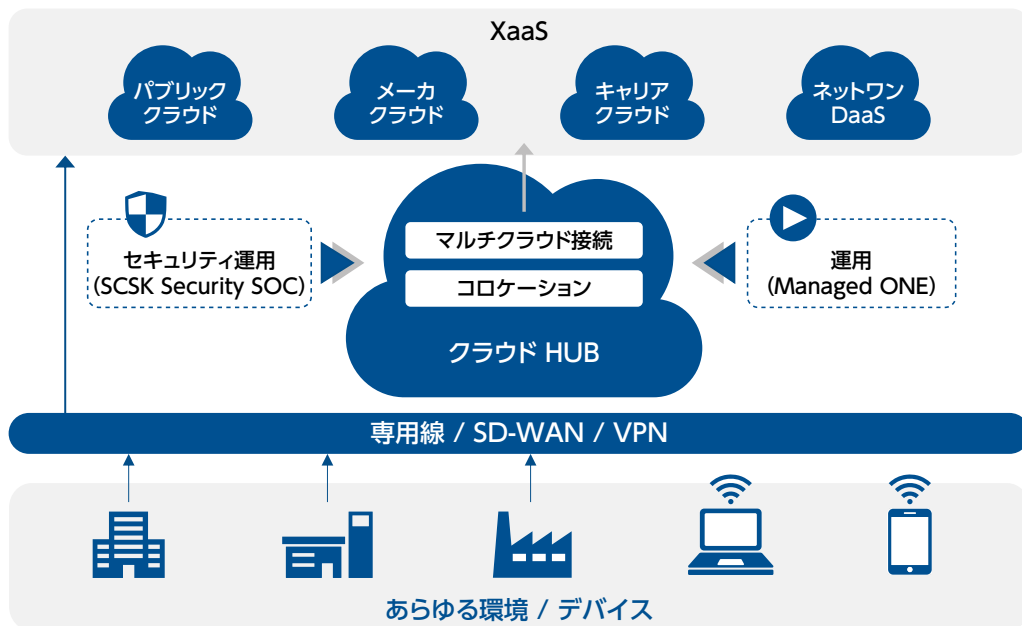 XaaS
パブリック
クラウド
メーカ
クラウド
キャリア
クラウド
ネットワン
DaaS
セキュリティ運用
(SCSK Security SOC)
マルチクラウド接続
コロケーション
クラウド HUB
運用
(Managed ONE)
専用線 / SD-WAN / VPN
あらゆる環境 / デバイス